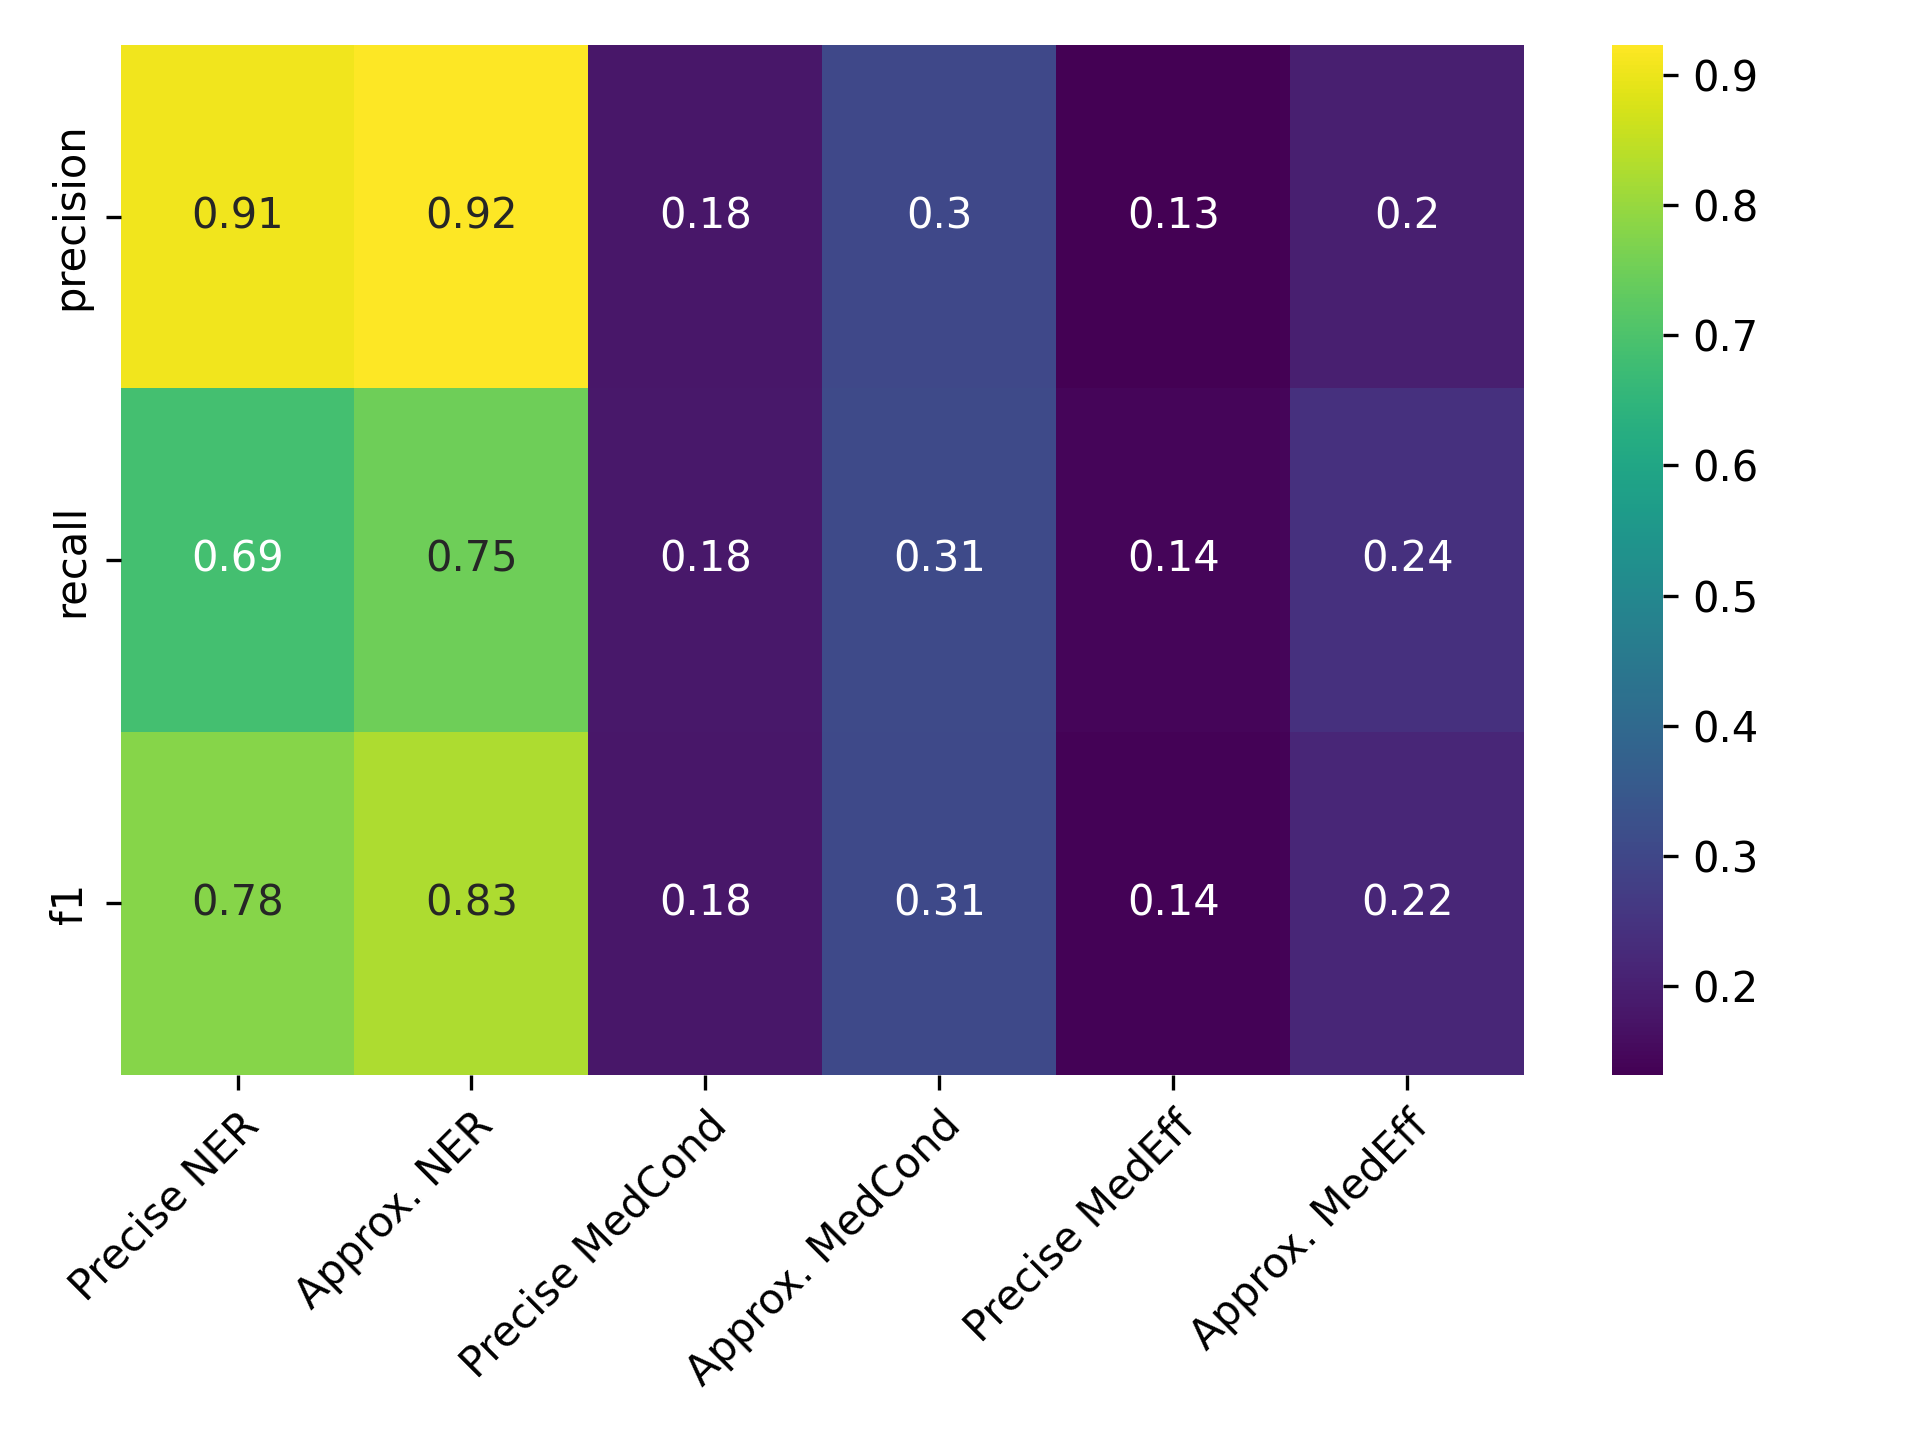 precision 0.91 0.92 0.18 0.3 0.13 0.2
recall 0.69 0.75 0.18 0.31 0.14 0.24
f1 0.78 0.83 0.18 0.31 0.14 0.22
Precise NER
Approx. NER
Precise MedCond
Approx. MedCond
Precise MedEff
Approx. MedEff
0.9
0.8
0.7
0.6
0.5
0.4
0.3
0.2